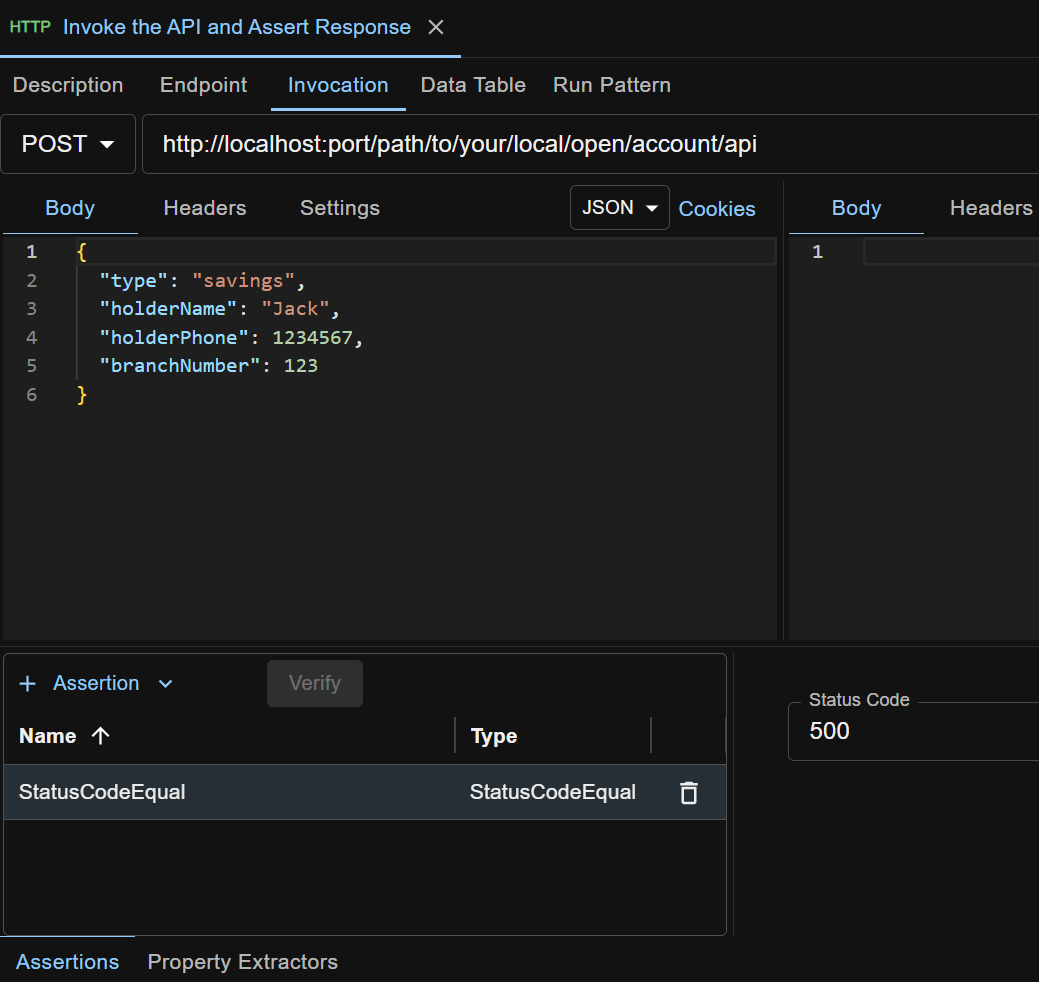 HTTP Invoke the API and Assert Response
Description Endpoint Invocation Data Table Run Pattern
POST http://localhost:port/path/to/your/local/open/account/api
Body Headers Settings JSON Cookies Body Headers
1 { 1
2 "type": "savings",
3 "holderName": "Jack",
4 "holderPhone": 1234567,
5 "branchNumber": 123
6 }
+ Assertion Verify
Status Code
Name ↑ Type 500
StatusCodeEqual StatusCodeEqual
Assertions Property Extractors